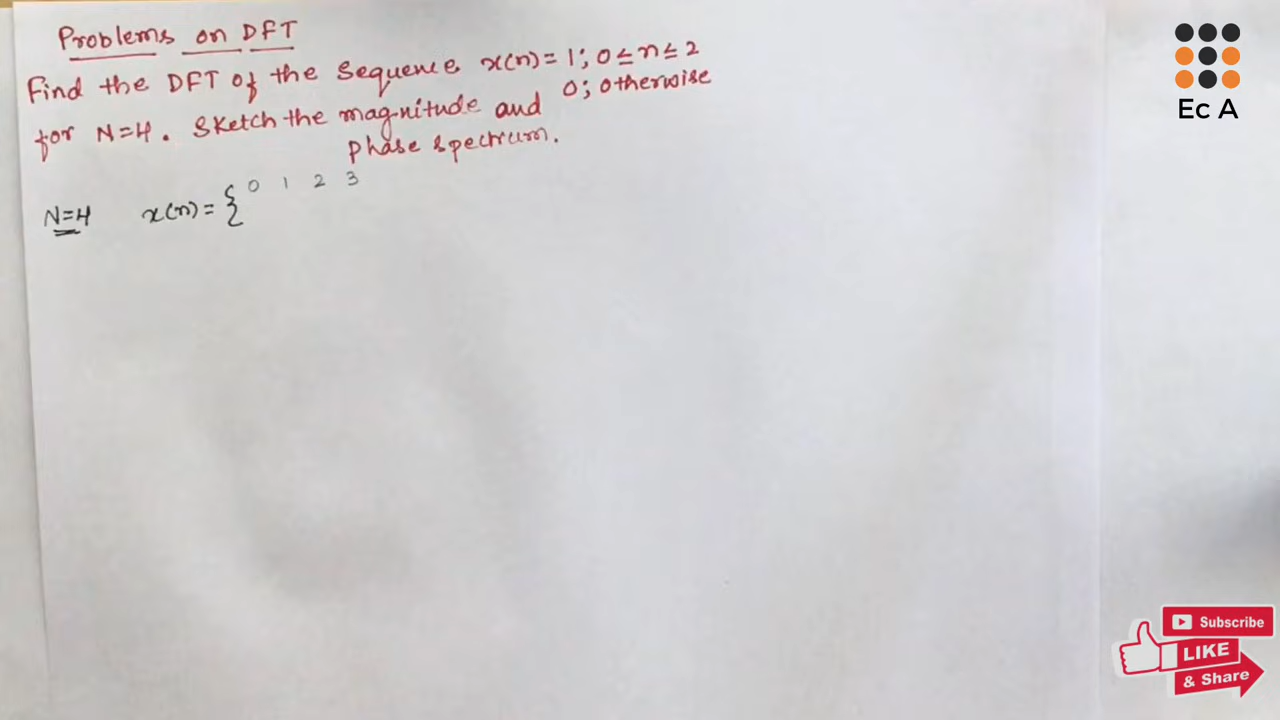 Problems on DFT
Find the DFT of the sequence x(n)= 1; 0≤n≤2
0; otherwise
for N=4. Sketch the magnitude and
phase spectrum.
0 1 2 3
N=4 x(n)= {
EC A
Subscribe
LIKE
& Share